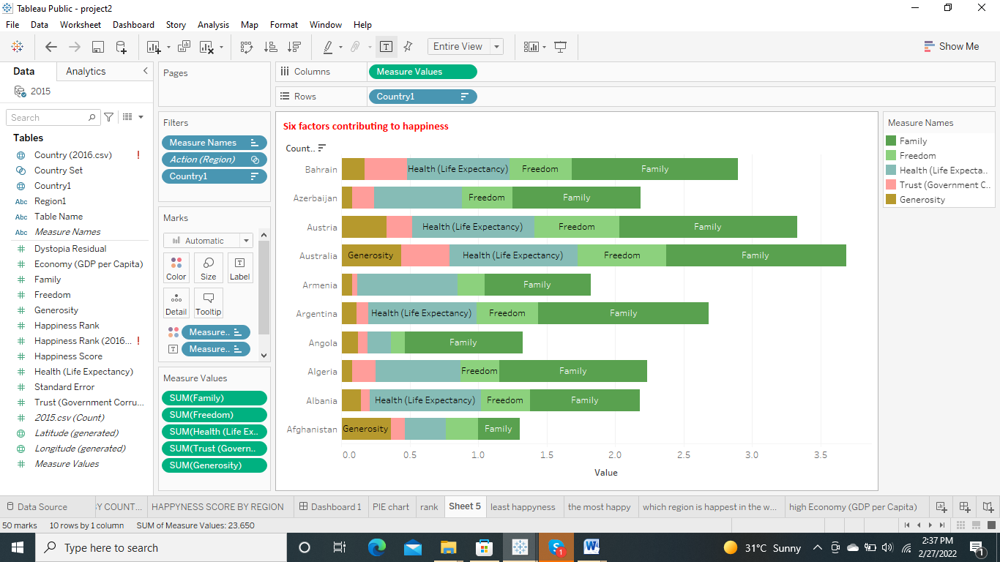 Tableau Public - project2
File Data Worksheet Dashboard Story Analysis Map Format Window Help
Entire View
Show Me
Data Analytics
2015
Search
Tables
Country (2016.csv) !
Country Set
Country1
Abc Region1
Abc Table Name
Abc Measure Names
# Dystopia Residual
# Economy (GDP per Capita)
# Family
# Freedom
# Generosity
# Happiness Rank
# Happiness Rank (2016... !
# Happiness Score
# Health (Life Expectancy)
# Standard Error
# Trust (Government Corru...
# 2015.csv (Count)
Latitude (generated)
Longitude (generated)
# Measure Values
Pages
Filters
Measure Names
Action (Region)
Country1
Marks
Automatic
Color Size T Label
Detail Tooltip
Measure..
T Measure..
Measure Values
SUM(Family)
SUM(Freedom)
SUM(Health (Life Ex..
SUM(Trust (Govern..
SUM(Generosity)
Columns Measure Values
Rows Country1
Six factors contributing to happiness
Count..
Bahrain Health (Life Expectancy) Freedom Family
Azerbaijan Freedom Family
Austria Health (Life Expectancy) Freedom Family
Australia Generosity Health (Life Expectancy) Freedom Family
Armenia Family
Argentina Health (Life Expectancy) Freedom Family
Angola Family
Algeria Freedom Family
Albania Health (Life Expectancy) Freedom Family
Afghanistan Generosity Family
0.0 0.5 1.0 1.5 2.0 2.5 3.0 3.5
Value
Measure Names
Family
Freedom
Health (Life Expecta..
Trust (Government C..
Generosity
Data Source BY COUNT... HAPPYNESS SCORE BY REGION Dashboard 1 PIE chart rank Sheet 5 least happyness the most happy which region is happest in the w... high Economy (GDP per Capita)
50 marks 10 rows by 1 column SUM of Measure Values: 23.650
Type here to search
31°C Sunny
2:37 PM
2/27/2022